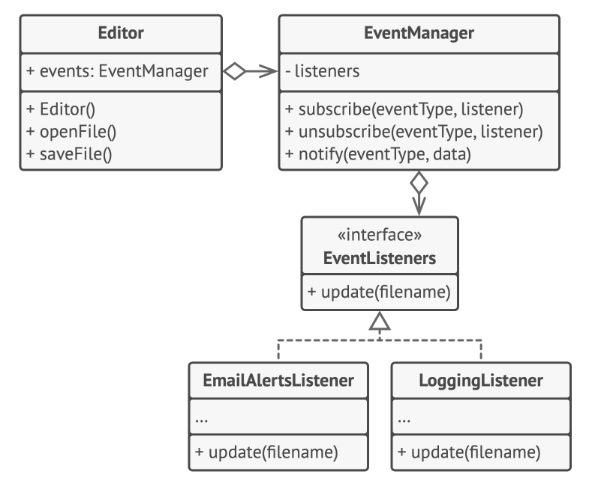 Editor
+ events: EventManager
+ Editor()
+ openFile()
+ saveFile()
EventManager
- listeners
+ subscribe(eventType, listener)
+ unsubscribe(eventType, listener)
+ notify(eventType, data)
«interface»
EventListeners
+ update(filename)
EmailAlertsListener
...
+ update(filename)
LoggingListener
...
+ update(filename)